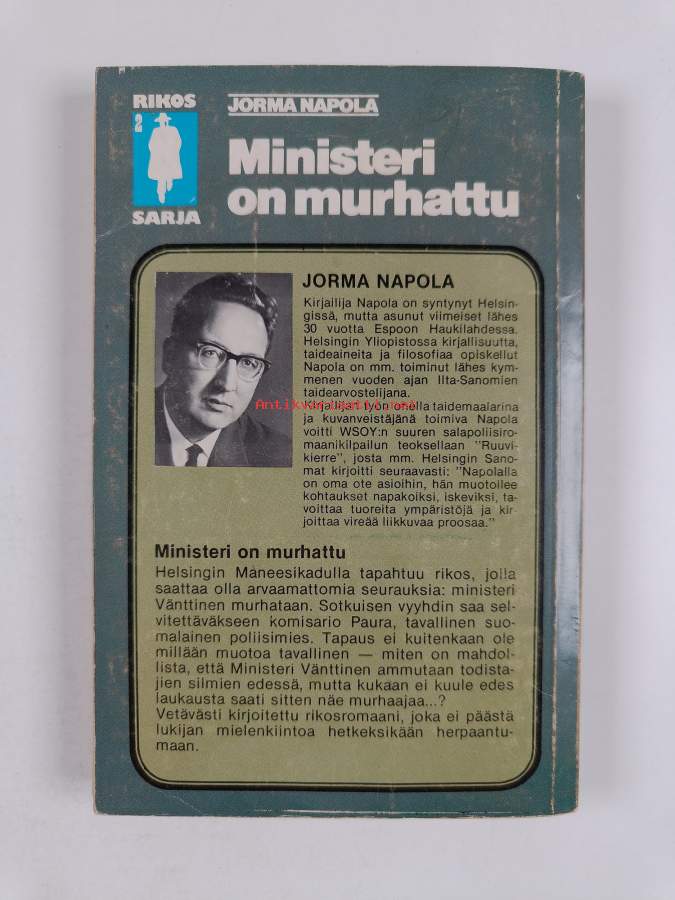 RIKOS
2
SARJA
JORMA NAPOLA
Ministeri
on murhattu
JORMA NAPOLA
Kirjailija Napola on syntynyt Helsin-
gissä, mutta asunut viimeiset lähes
30 vuotta Espoon Haukilahdessa.
Helsingin Yliopistossa kirjallisuutta,
taideaineita ja filosofiaa opiskellut
Napola on mm. toiminut lähes kym-
menen vuoden ajan Ilta-Sanomien
taidearvostelijana.
Kirjailijan työn ohella taidemaalarina
ja kuvanveistäjänä toimiva Napola
voitti WSOY:n suuren salapoliisiro-
maanikilpailun teoksellaan "Ruuvi-
kierre", josta mm. Helsingin Sano-
mat kirjoitti seuraavasti: "Napolalla
on oma ote asioihin, hän muotoilee
kohtaukset napakoiksi, iskeviksi, ta-
voittaa tuoreita ympäristöjä ja kir-
joittaa vireää liikkuvaa proosaa."
Ministeri on murhattu
Helsingin Maneesikadulla tapahtuu rikos, jolla
saattaa olla arvaamattomia seurauksia: ministeri
Vänttinen murhataan. Sotkuisen vyyhdin saa sel-
vitettäväkseen komisario Paura, tavallinen suo-
malainen poliisimies. Tapaus ei kuitenkaan ole
millään muotoa tavallinen — miten on mahdol-
lista, että Ministeri Vänttinen ammutaan todista-
jien silmien edessä, mutta kukaan ei kuule edes
laukausta saati sitten näe murhaajaa...?
Vetävästi kirjoitettu rikosromaani, joka ei päästä
lukijan mielenkiintoa hetkeksikään herpaantu-
maan.